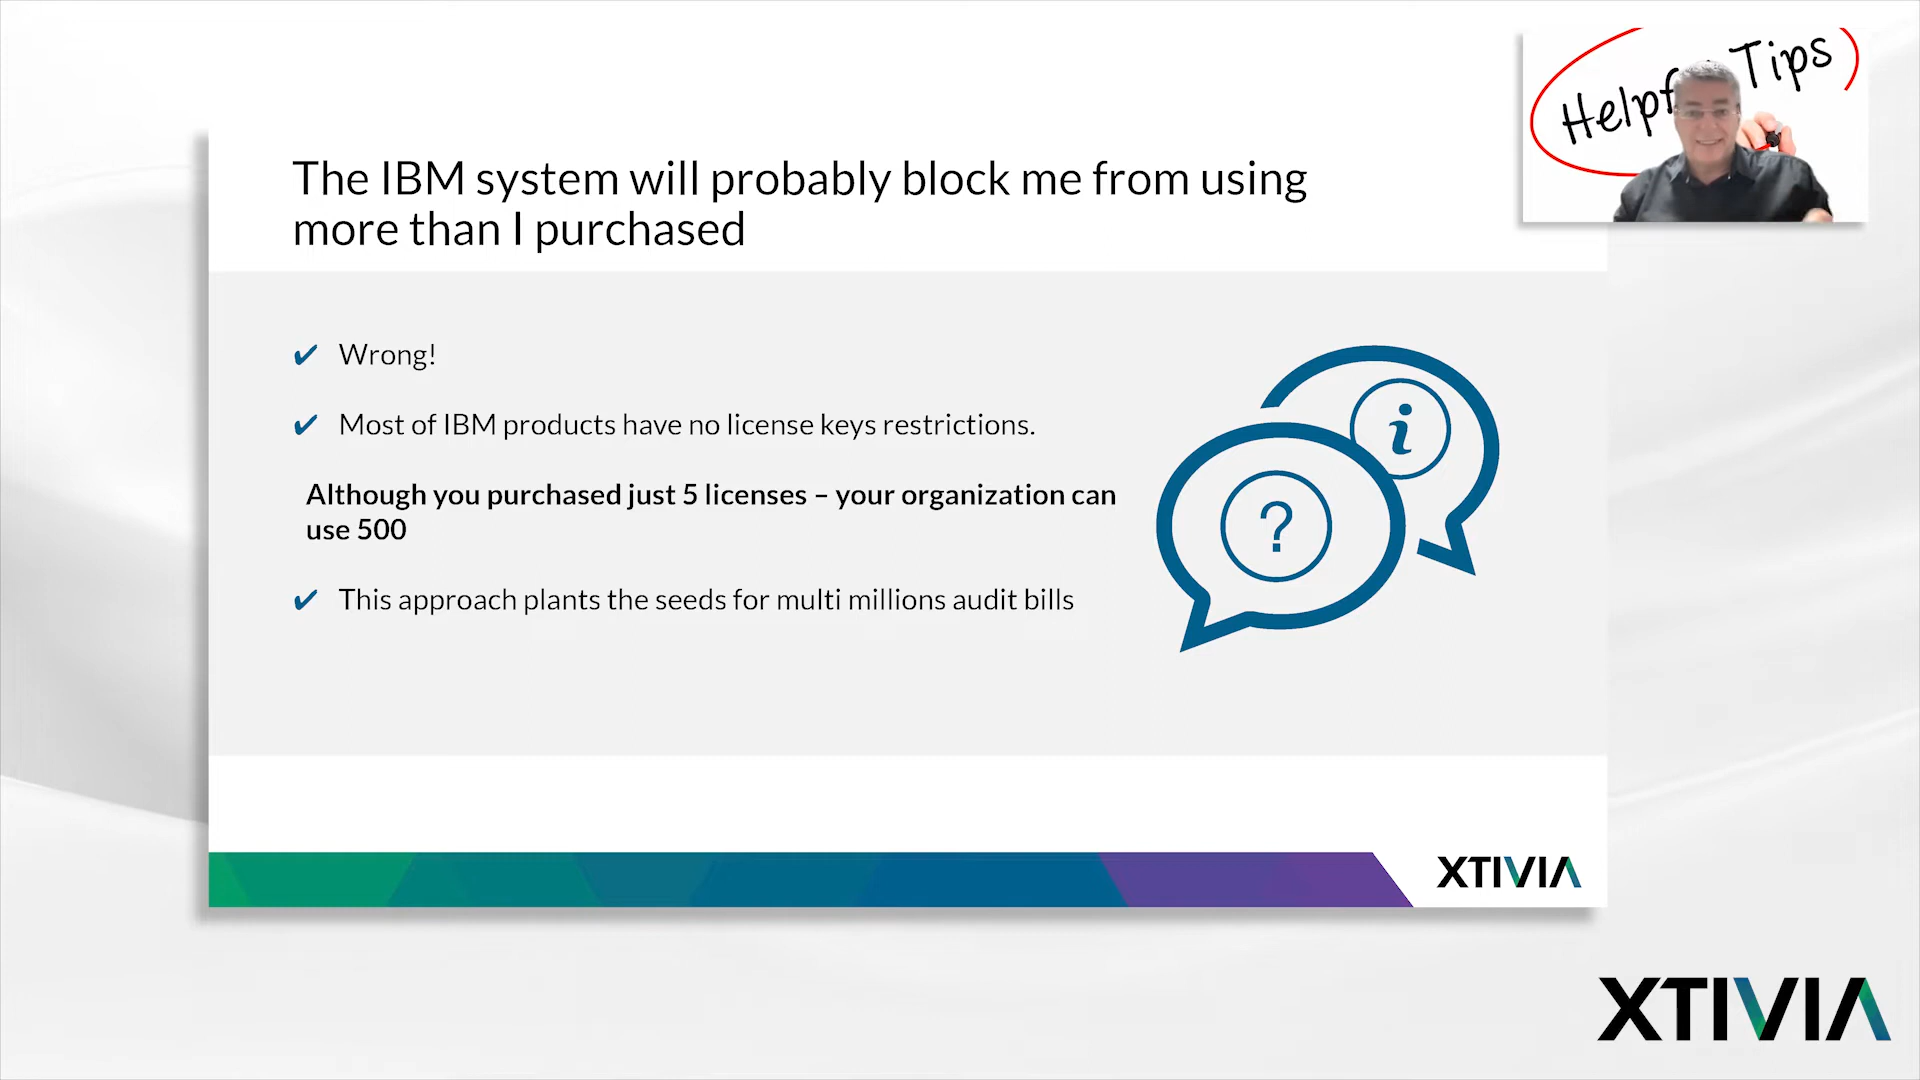 Helpf Tips
The IBM system will probably block me from using
more than I purchased
✔ Wrong!
✔ Most of IBM products have no license keys restrictions.
Although you purchased just 5 licenses – your organization can
use 500
✔ This approach plants the seeds for multi millions audit bills
i
?
XTIVIA
XTIVIA